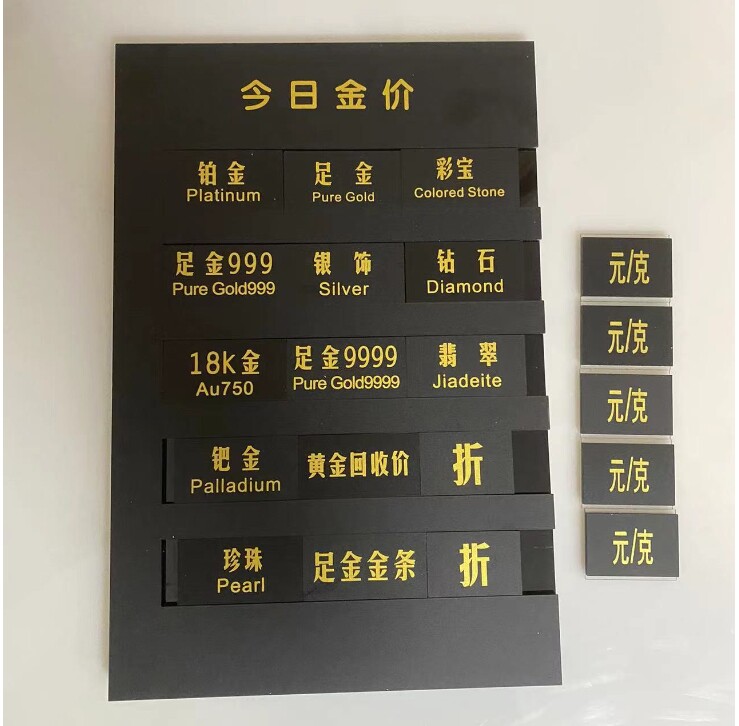 今日金价
铂金 足金 彩宝
Platinum Pure Gold Colored Stone
足金999 银饰 钻石
Pure Gold999 Silver Diamond
18K金 足金9999 翡翠
Au750 Pure Gold9999 Jiadeite
钯金 黄金回收价 折
Palladium
珍珠 足金金条 折
Pearl
元/克
元/克
元/克
元/克
元/克